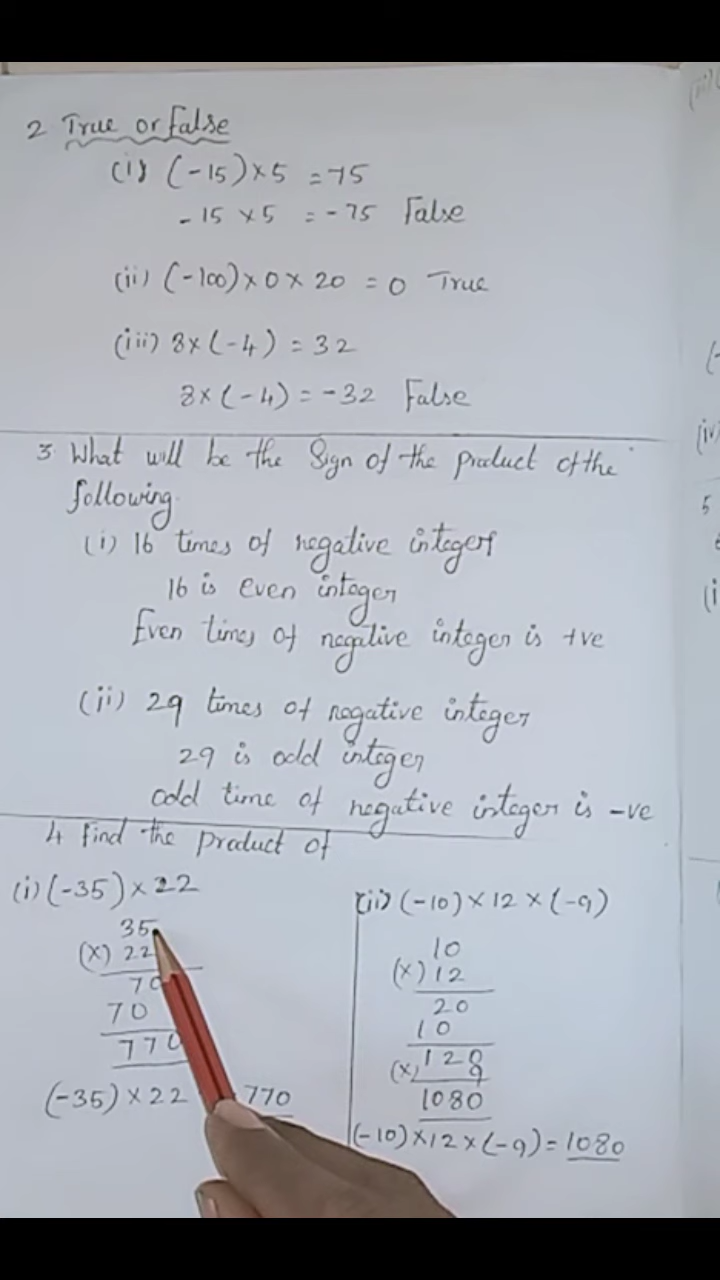 2 True or False
(i) (-15)×5 = 75
-15 ×5 = -75 False
(ii) (-100)×0×20 = 0 True
(iii) 8×(-4) = 32
8×(-4) = -32 False
3 What will be the Sign of the product of the
following.
(i) 16 times of negative integers
16 is even integer
Even times of negative integer is +ve
(ii) 29 times of negative integer
29 is odd integer
odd time of negative integer is -ve
4 Find the Product of
(i) (-35)×22
35
(×) 22
70
70
770
(-35)×22 770
(ii) (-10)×12×(-9)
10
(×) 12
20
10
120
(×) 9
1080
(-10)×12×(-9) = 1080
(iv)
5
(i